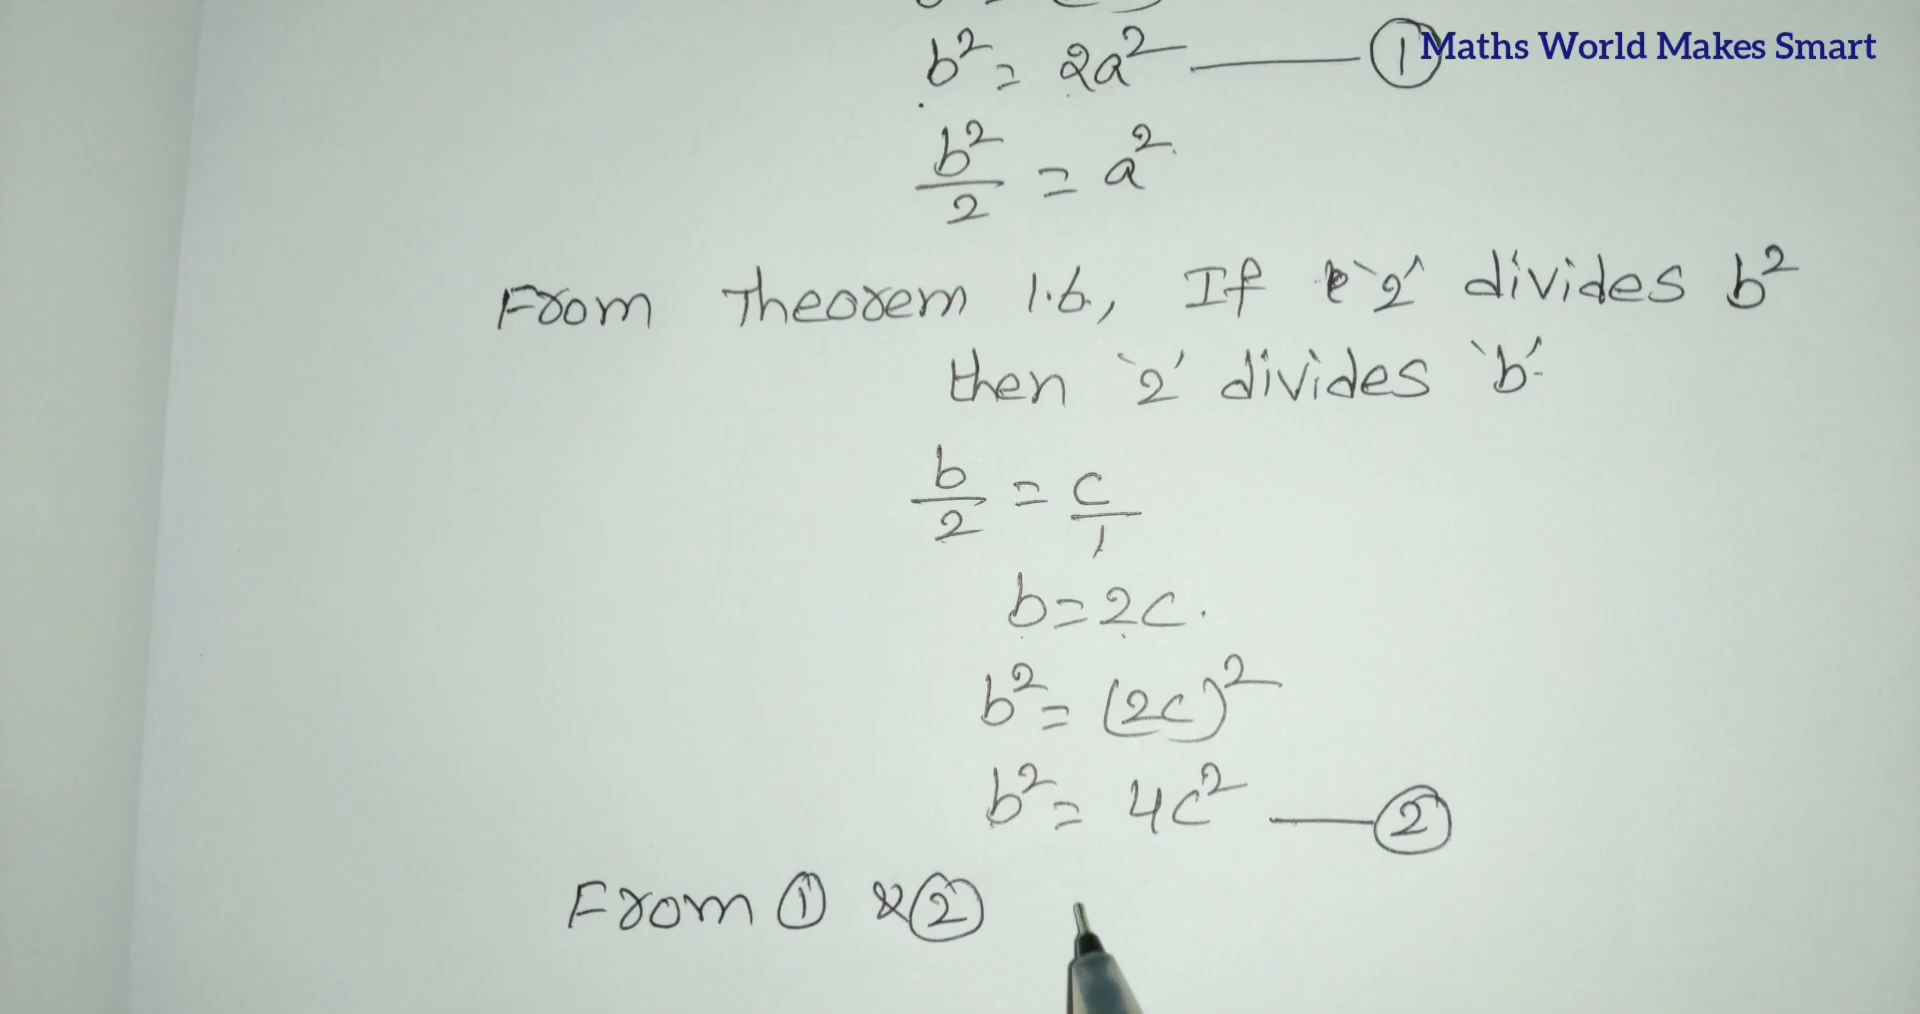 b² = 2a² —— ① Maths World Makes Smart
b²/2 = a²
From Theorem 1.6, If '2' divides b²
then '2' divides 'b'
b/2 = c/1
b=2c.
b² = (2c)²
b² = 4c² —— ②
From ① & ②